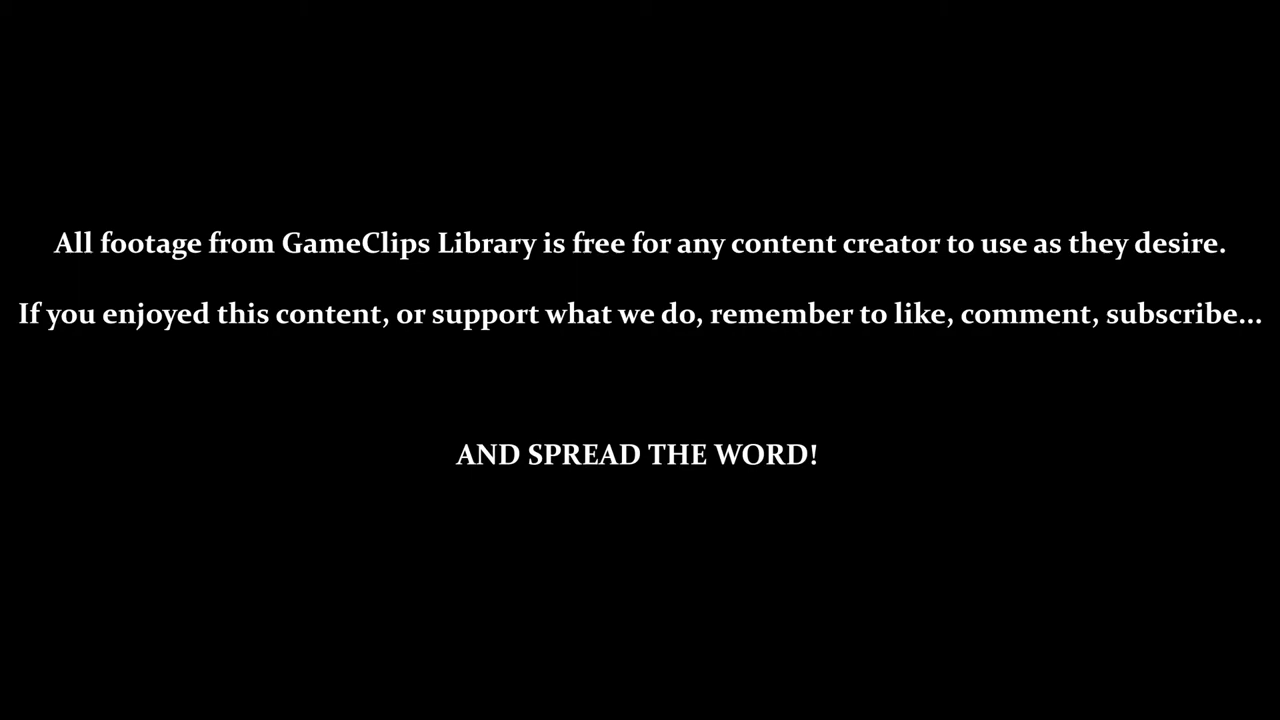 All footage from GameClips Library is free for any content creator to use as they desire.
If you enjoyed this content, or support what we do, remember to like, comment, subscribe...
AND SPREAD THE WORD!